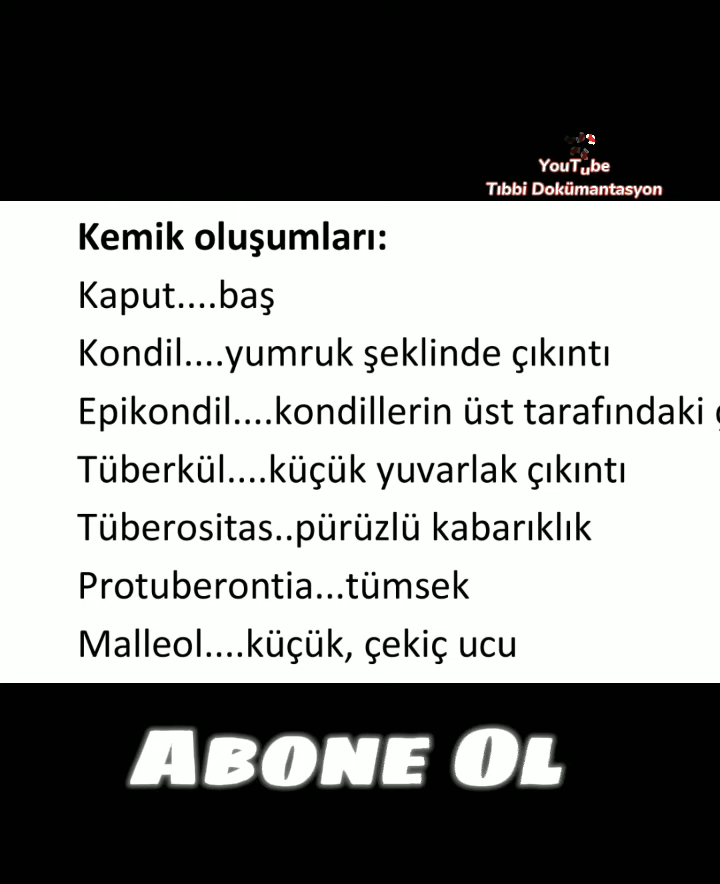 YouTube
Tıbbi Dokümantasyon
Kemik oluşumları:
Kaput....baş
Kondil....yumruk şeklinde çıkıntı
Epikondil....kondillerin üst tarafındaki
Tüberkül....küçük yuvarlak çıkıntı
Tüberositas..pürüzlü kabarıklık
Protuberontia...tümsek
Malleol....küçük, çekiç ucu
ABONE OL